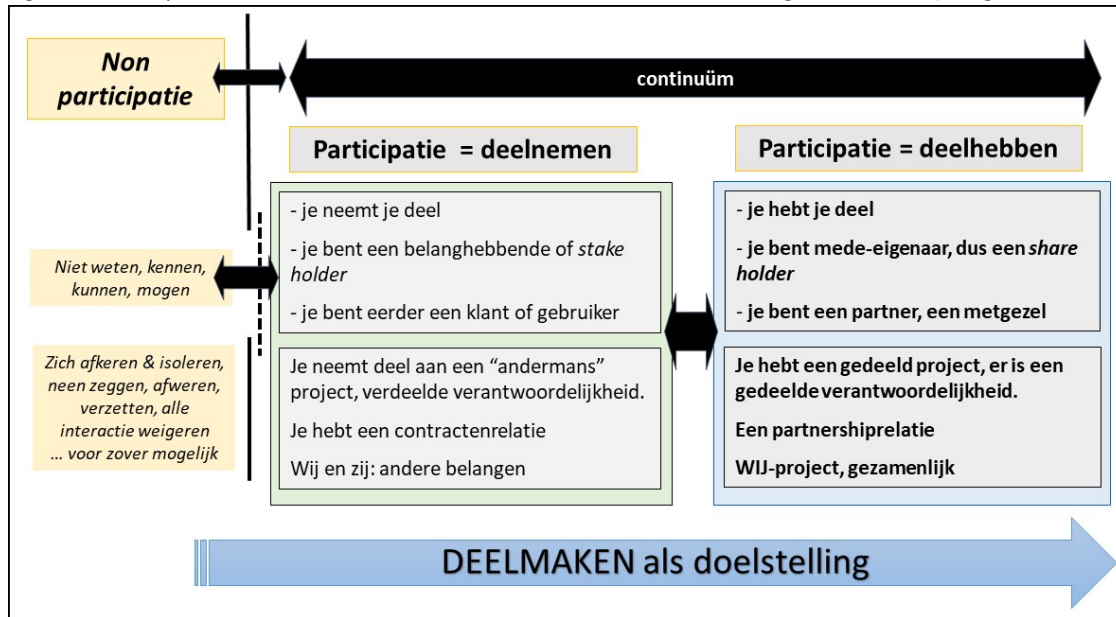 Non
participatie
continuüm
Participatie = deelnemen
Participatie = deelhebben
Niet weten, kennen,
kunnen, mogen
- je neemt je deel
- je bent een belanghebbende of stake
holder
- je bent eerder een klant of gebruiker
- je hebt je deel
- je bent mede-eigenaar, dus een share
holder
- je bent een partner, een metgezel
Zich afkeren & isoleren,
neen zeggen, afweren,
verzetten, alle
interactie weigeren
... voor zover mogelijk
Je neemt deel aan een “andermans”
project, verdeelde verantwoordelijkheid.
Je hebt een contractenrelatie
Wij en zij: andere belangen
Je hebt een gedeeld project, er is een
gedeelde verantwoordelijkheid.
Een partnershiprelatie
WIJ-project, gezamenlijk
DEELMAKEN als doelstelling